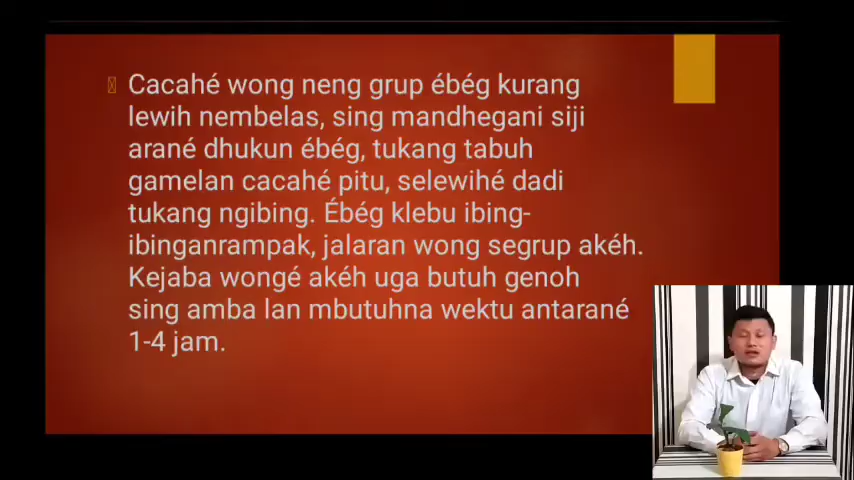 Cacahé wong neng grup ébég kurang
lewih nembelas, sing mandhegani siji
arané dhukun ébég, tukang tabuh
gamelan cacahé pitu, selewihé dadi
tukang ngibing. Ébég klebu ibing-
ibinganrampak, jalaran wong segrup akéh.
Kejaba wongé akéh uga butuh genoh
sing amba lan mbutuhna wektu antarané
1-4 jam.